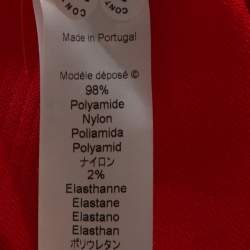 Made in Portugal
Modèle déposé ©
98%
Polyamide
Nylon
Poliamida
Polyamid
ナイロン
2%
Elasthanne
Elastane
Elastano
Elasthan
ポリウレタン